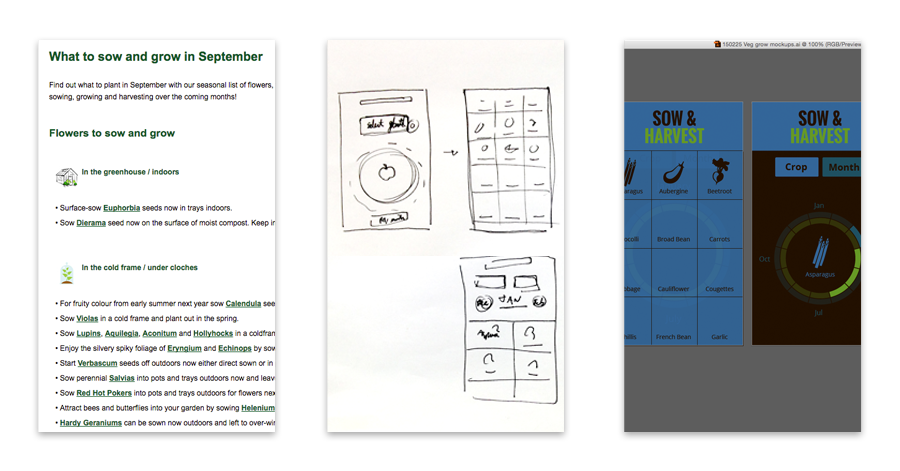 What to sow and grow in September
Find out what to plant in September with our seasonal list of flowers,
sowing, growing and harvesting over the coming months!
Flowers to sow and grow
In the greenhouse / indoors
• Surface-sow Euphorbia seeds now in trays indoors.
• Sow Dierama seed now on the surface of moist compost. Keep in
In the cold frame / under cloches
• For fruity colour from early summer next year sow Calendula see
• Sow Violas in a cold frame and plant out in the spring.
• Sow Lupins, Aquilegia, Aconitum and Hollyhocks in a coldfran
• Enjoy the silvery spiky foliage of Eryngium and Echinops by sow
• Start Verbascum seeds off outdoors now either direct sown or in
• Sow perennial Salvias into pots and trays outdoors now and leav
• Sow Red Hot Pokers into pots and trays outdoors for flowers nex
• Attract bees and butterflies into your garden by sowing Helenium
• Hardy Geraniums can be sown now outdoors and left to over-wi
select
JAN
150225 Veg grow mockups.ai @ 100% (RGB/Preview
SOW &
HARVEST
ragus Aubergine Beetroot
occoli Broad Bean Carrots
bbage Cauliflower Courgettes
hillis French Bean Garlic
SOW &
HARVEST
Crop Month
Jan
Oct
Asparagus
Jul